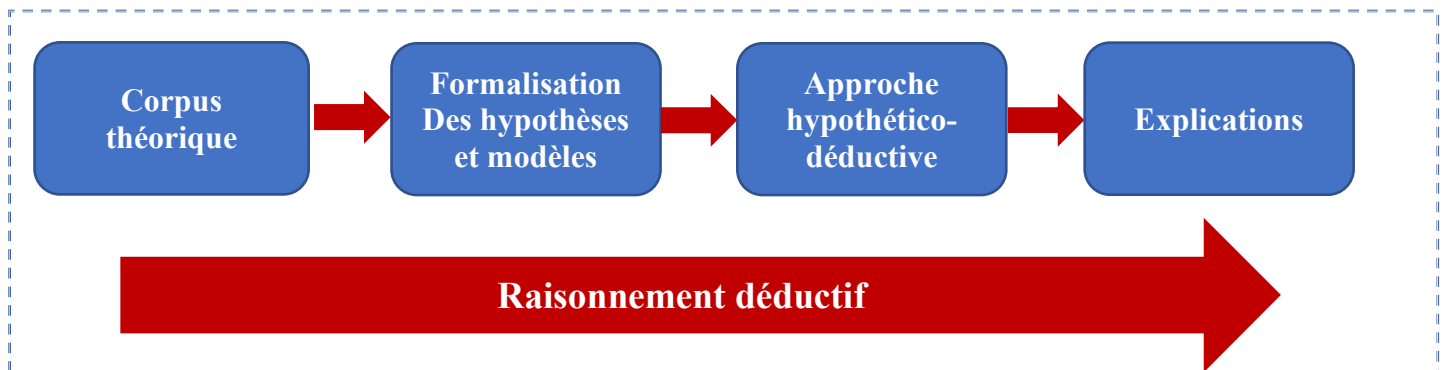 Corpus
théorique
Formalisation
Des hypothèses
et modèles
Approche
hypothético-
déductive
Explications
Raisonnement déductif